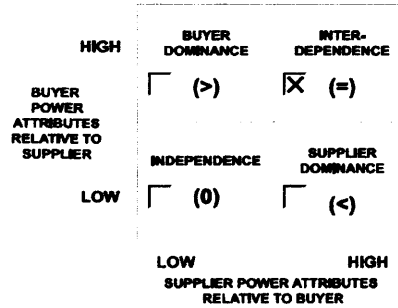 HIGH
BUYER
DOMINANCE
(>)
INTER-
DEPENDENCE
(=)
BUYER
POWER
ATTRIBUTES
RELATIVE TO
SUPPLIER
INDEPENDENCE
(0)
SUPPLIER
DOMINANCE
(<)
LOW
LOW
HIGH
SUPPLIER POWER ATTRIBUTES
RELATIVE TO BUYER